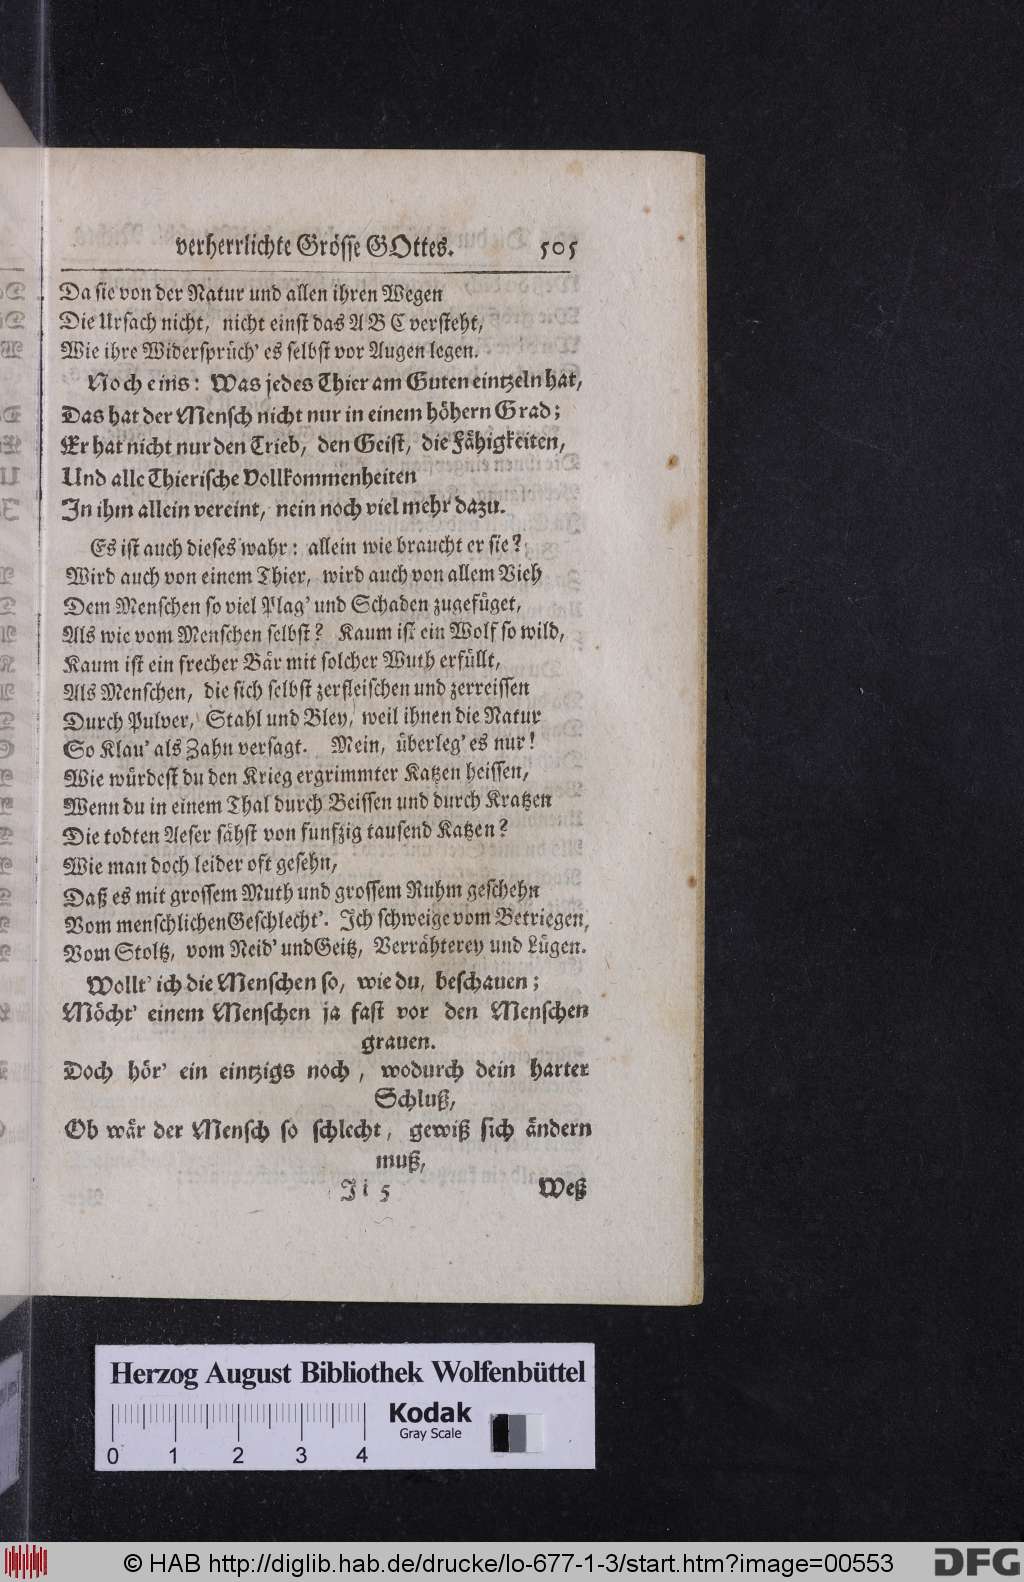 verherrlichte Grösse GOttes. 505
Da sie von der Natur und allen ihren Wegen
Die Ursach nicht, nicht einst das A B C versteht,
Wie ihre Widersprüch' es selbst vor Augen legen.
Noch eins: Was jedes Thier am Guten eintzeln hat,
Das hat der Mensch nicht nur in einem höhern Grad;
Er hat nicht nur den Trieb, den Geist, die Fähigkeiten,
Und alle Thierische Vollkommenheiten
In ihm allein vereint, nein noch viel mehr dazu.
Es ist auch dieses wahr: allein wie braucht er sie?
Wird auch von einem Thier, wird auch von allem Vieh
Dem Menschen so viel Plag' und Schaden zugefüget,
Als wie vom Menschen selbst? Kaum ist ein Wolf so wild,
Kaum ist ein frecher Bär mit solcher Wuth erfüllt,
Als Menschen, die sich selbst zerfleischen und zerreissen
Durch Pulver, Stahl und Bley, weil ihnen die Natur
So Klau' als Zahn versagt. Mein, überleg' es nur!
Wie würdest du den Krieg ergrimmter Katzen heissen,
Wenn du in einem Thal durch Beissen und durch Kratzen
Die todten Aeser sähst von funfzig tausend Katzen?
Wie man doch leider oft gesehn,
Daß es mit grossem Muth und grossem Ruhm geschehn
Vom menschlichen Geschlecht'. Ich schweige vom Betriegen,
Vom Stoltz, vom Neid' und Geitz, Verrähterey und Lügen.
Wollt' ich die Menschen so, wie du, beschauen;
Möcht' einem Menschen ja fast vor den Menschen
grauen.
Doch hör' ein eintzigs noch, wodurch dein harter
Schluß,
Ob wär der Mensch so schlecht, gewiß sich ändern
muß,
Ii 5 Weß
Herzog August Bibliothek Wolfenbüttel
Kodak
Gray Scale
0 1 2 3 4
© HAB http://diglib.hab.de/drucke/lo-677-1-3/start.htm?image=00553
DFG